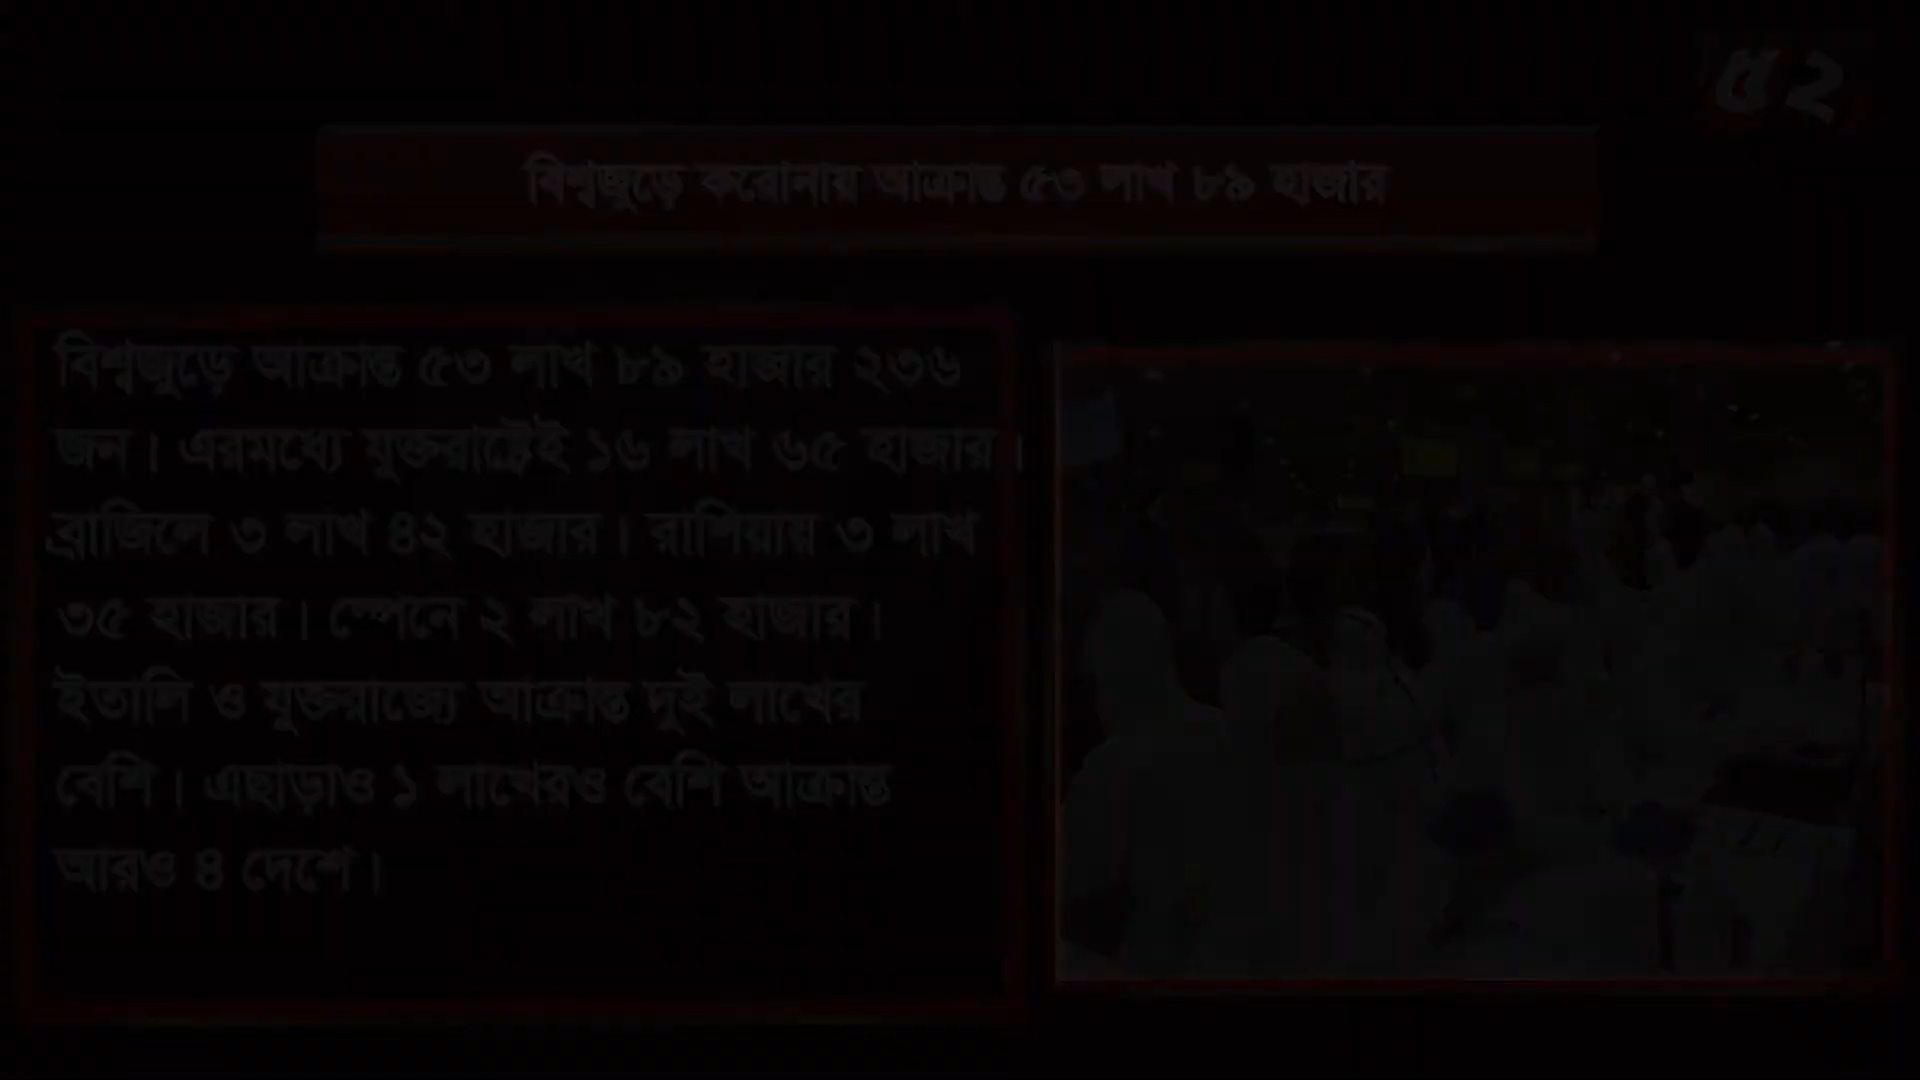 ৫২
বিশ্বজুড়ে করোনায় আক্রান্ত ৫৩ লাখ ৮৯ হাজার
বিশ্বজুড়ে আক্রান্ত ৫৩ লাখ ৮৯ হাজার ২৩৬
জন। এরমধ্যে যুক্তরাষ্ট্রেই ১৬ লাখ ৬৫ হাজার।
ব্রাজিলে ৩ লাখ ৪২ হাজার। রাশিয়ায় ৩ লাখ
৩৫ হাজার। স্পেনে ২ লাখ ৮২ হাজার।
ইতালি ও যুক্তরাজ্যে আক্রান্ত দুই লাখের
বেশি। এছাড়াও ১ লাখেরও বেশি আক্রান্ত
আরও ৪ দেশে।